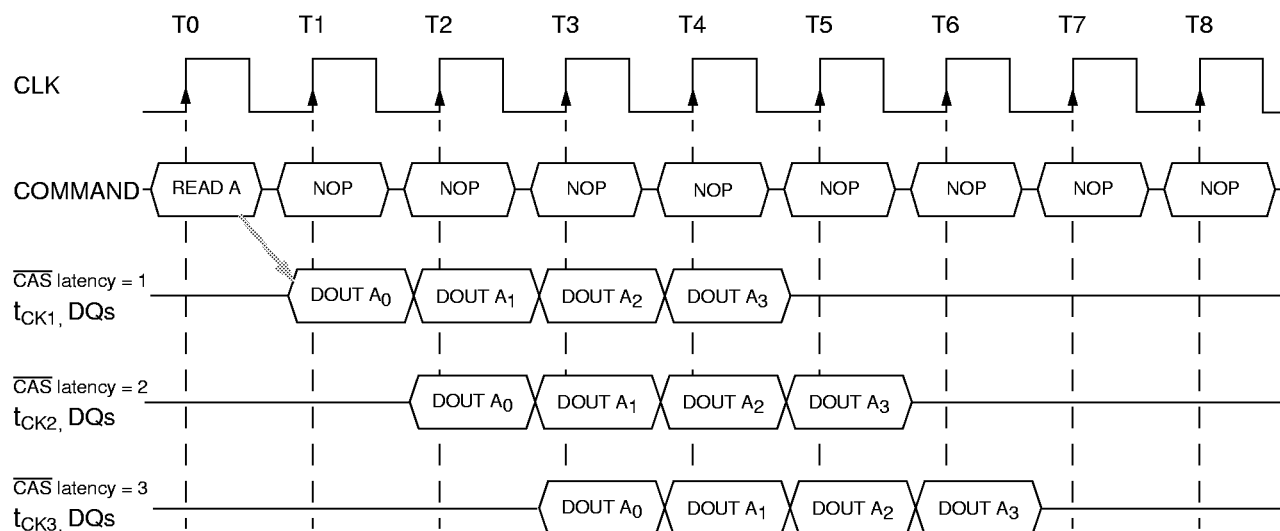 T0 T1 T2 T3 T4 T5 T6 T7 T8
CLK
COMMAND READ A NOP NOP NOP NOP NOP NOP NOP NOP
CAS latency = 1
tCK1, DQs DOUT A0 DOUT A1 DOUT A2 DOUT A3
CAS latency = 2
tCK2, DQs DOUT A0 DOUT A1 DOUT A2 DOUT A3
CAS latency = 3
tCK3, DQs DOUT A0 DOUT A1 DOUT A2 DOUT A3